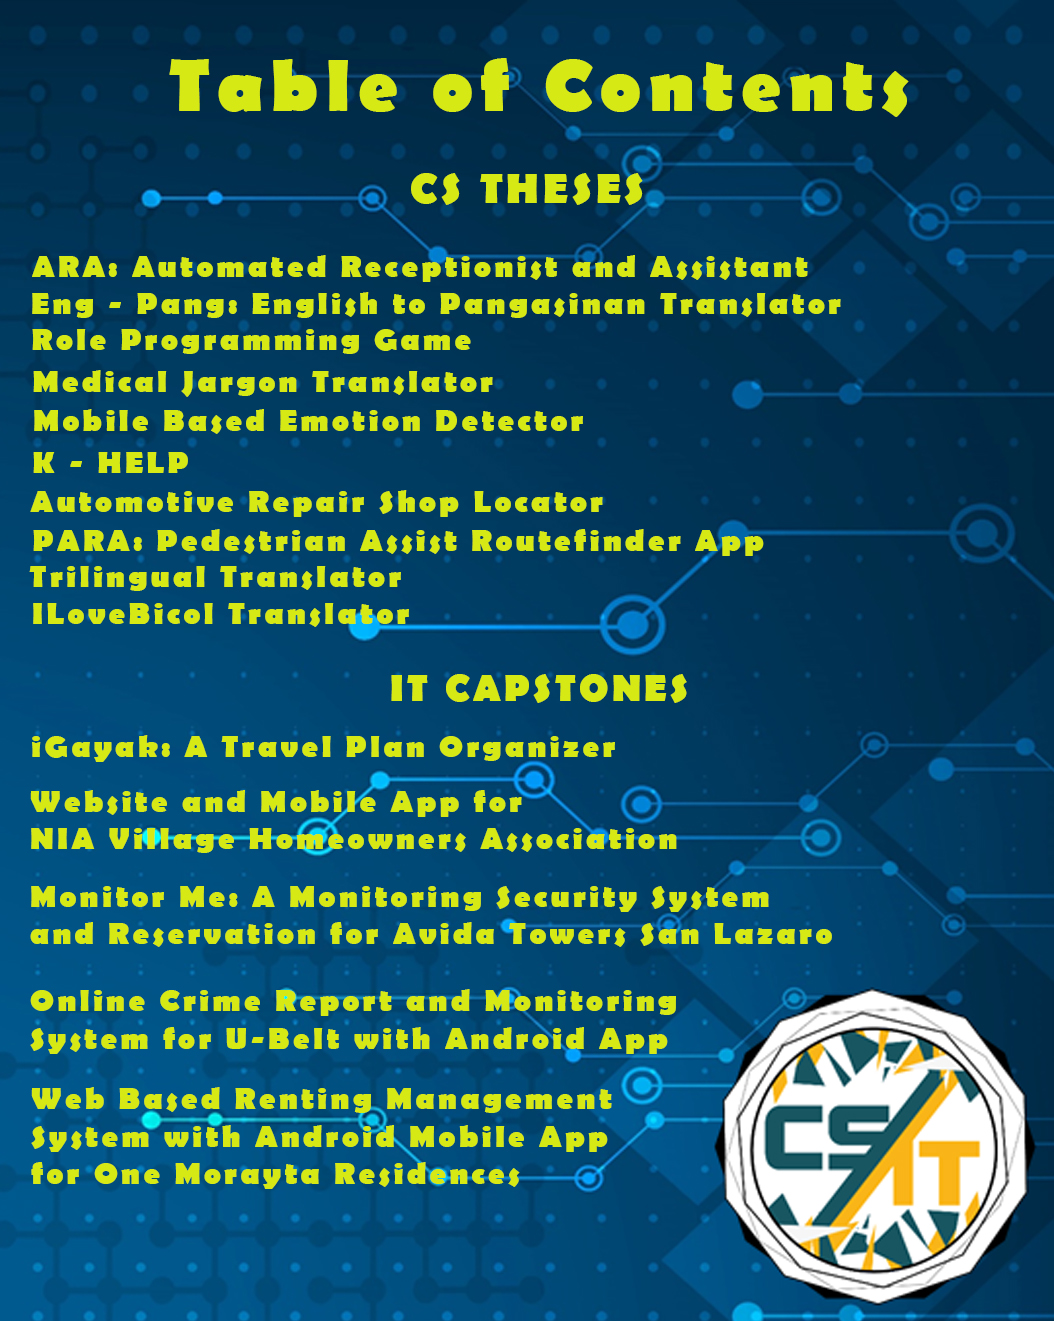 Table of Contents
CS THESES
ARA: Automated Receptionist and Assistant
Eng - Pang: English to Pangasinan Translator
Role Programming Game
Medical Jargon Translator
Mobile Based Emotion Detector
K - HELP
Automotive Repair Shop Locator
PARA: Pedestrian Assist Routefinder App
Trilingual Translator
ILoveBicol Translator
IT CAPSTONES
iGayak: A Travel Plan Organizer
Website and Mobile App for
NIA Village Homeowners Association
Monitor Me: A Monitoring Security System
and Reservation for Avida Towers San Lazaro
Online Crime Report and Monitoring
System for U-Belt with Android App
Web Based Renting Management
System with Android Mobile App
for One Morayta Residences
CS/IT